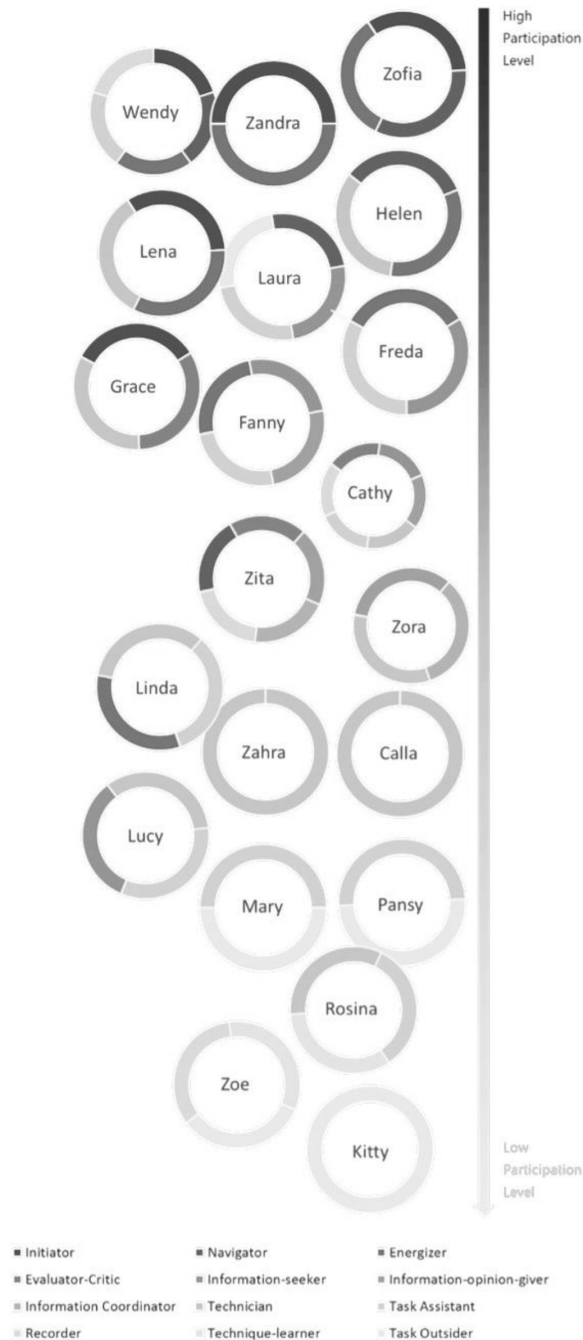 High
Participation
Level
Zofia
Wendy
Zandra
Helen
Lena
Laura
Freda
Grace
Fanny
Cathy
Zita
Zora
Linda
Zahra
Calla
Lucy
Mary
Pansy
Rosina
Zoe
Kitty
Low
Participation
Level
Initiator Navigator Energizer
Evaluator-Critic Information-seeker Information-opinion-giver
Information Coordinator Technician Task Assistant
Recorder Technique-learner Task Outsider